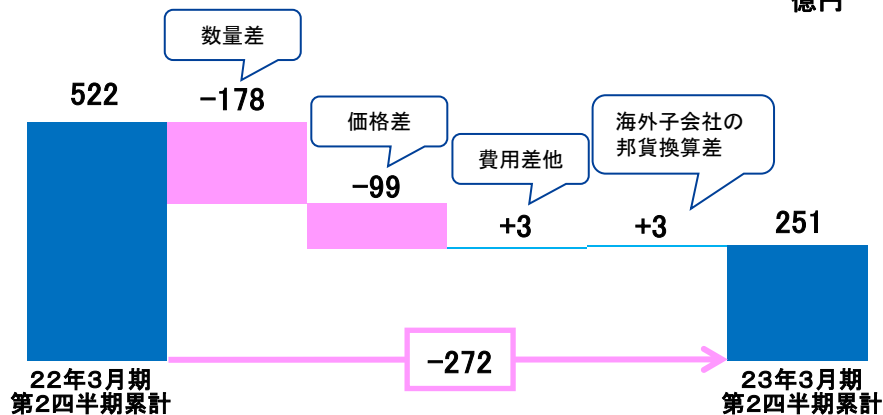 億円
数量差
522
-178
価格差
-99
費用差他
+3
海外子会社の
邦貨換算差
+3
251
-272
22年3月期
第2四半期累計
23年3月期
第2四半期累計